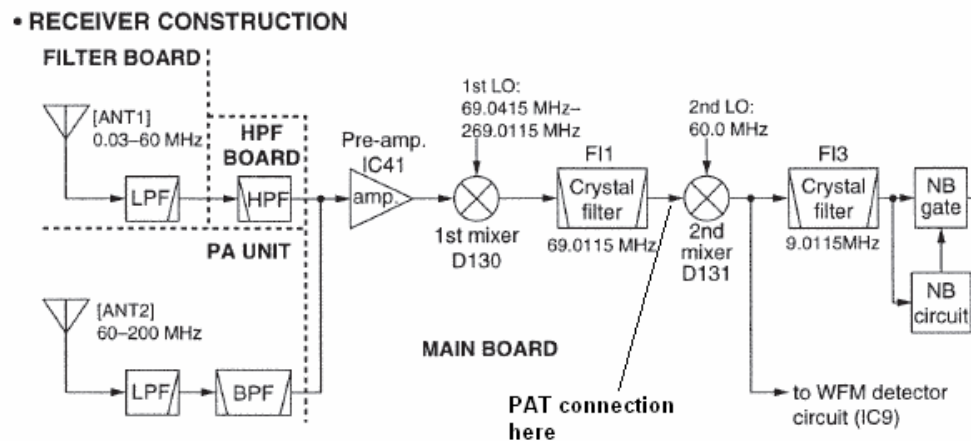 • RECEIVER CONSTRUCTION
FILTER BOARD
[ANT1]
0.03–60 MHz
LPF
HPF
BOARD
HPF
Pre-amp.
IC41
amp.
1st LO:
69.0415 MHz–
269.0115 MHz
1st mixer
D130
FI1
Crystal
filter
69.0115 MHz
2nd LO:
60.0 MHz
2nd
mixer
D131
FI3
Crystal
filter
9.0115MHz
NB
gate
NB
circuit
PA UNIT
[ANT2]
60–200 MHz
LPF
BPF
MAIN BOARD
PAT connection
here
to WFM detector
circuit (IC9)